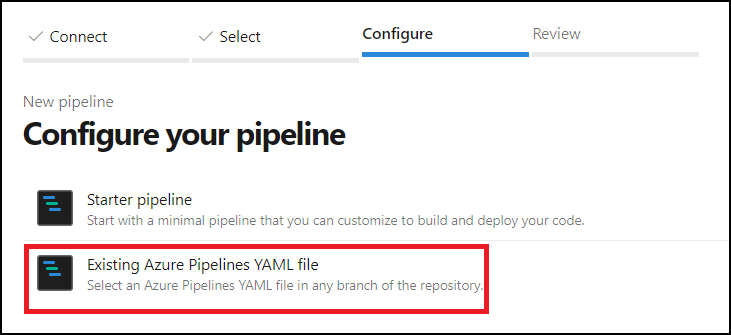 Connect Select Configure Review
New pipeline
Configure your pipeline
Starter pipeline
Start with a minimal pipeline that you can customize to build and deploy your code.
Existing Azure Pipelines YAML file
Select an Azure Pipelines YAML file in any branch of the repository.